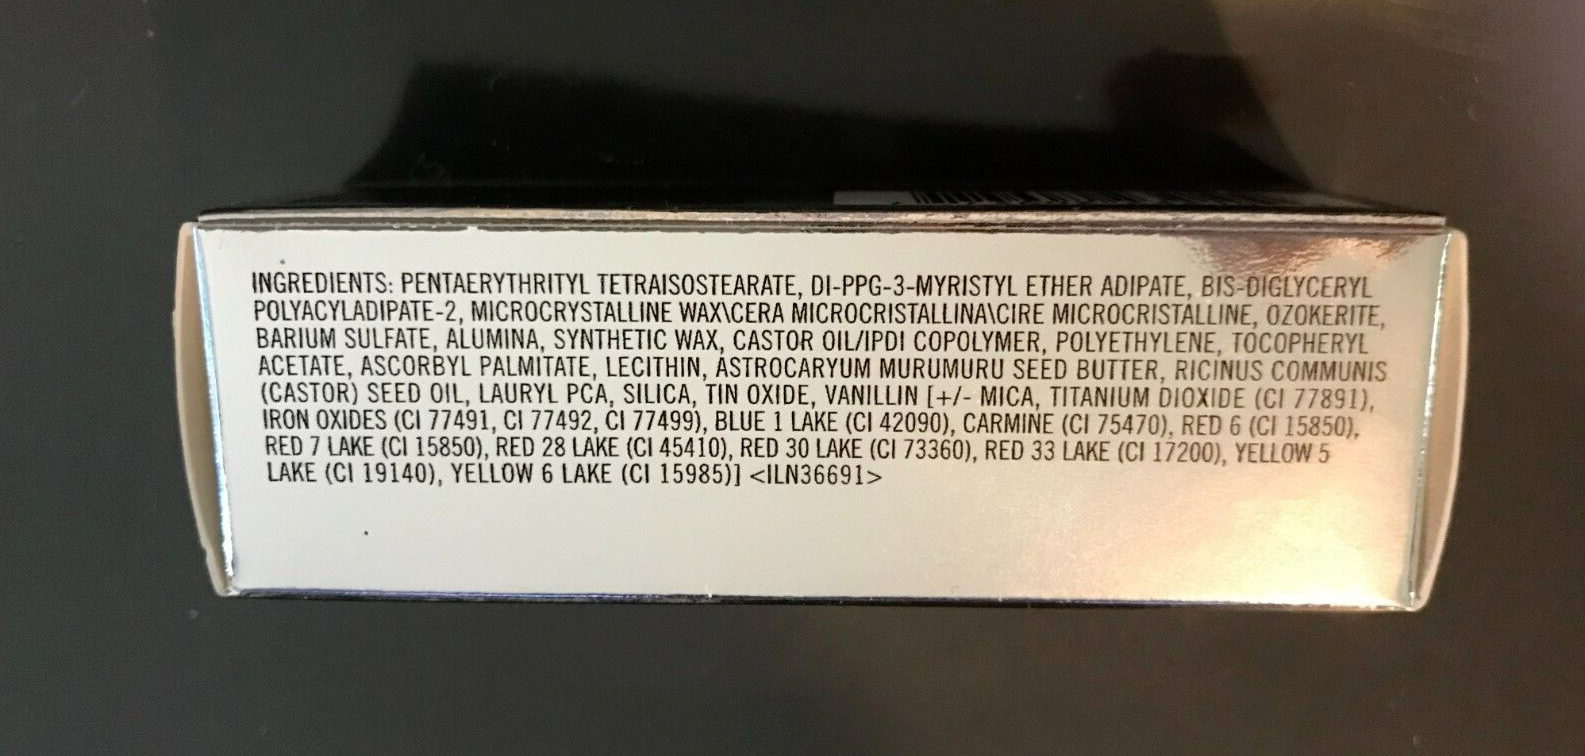 INGREDIENTS: PENTAERYTHRITYL TETRAISOSTEARATE, DI-PPG-3-MYRISTYL ETHER ADIPATE, BIS-DIGLYCERYL
POLYACYLADIPATE-2, MICROCRYSTALLINE WAX\CERA MICROCRISTALLINA\CIRE MICROCRISTALLINE, OZOKERITE,
BARIUM SULFATE, ALUMINA, SYNTHETIC WAX, CASTOR OIL/IPDI COPOLYMER, POLYETHYLENE, TOCOPHERYL
ACETATE, ASCORBYL PALMITATE, LECITHIN, ASTROCARYUM MURUMURU SEED BUTTER, RICINUS COMMUNIS
(CASTOR) SEED OIL, LAURYL PCA, SILICA, TIN OXIDE, VANILLIN [+/- MICA, TITANIUM DIOXIDE (CI 77891),
IRON OXIDES (CI 77491, CI 77492, CI 77499), BLUE 1 LAKE (CI 42090), CARMINE (CI 75470), RED 6 (CI 15850),
RED 7 LAKE (CI 15850), RED 28 LAKE (CI 45410), RED 30 LAKE (CI 73360), RED 33 LAKE (CI 17200), YELLOW 5
LAKE (CI 19140), YELLOW 6 LAKE (CI 15985)] <ILN36691>